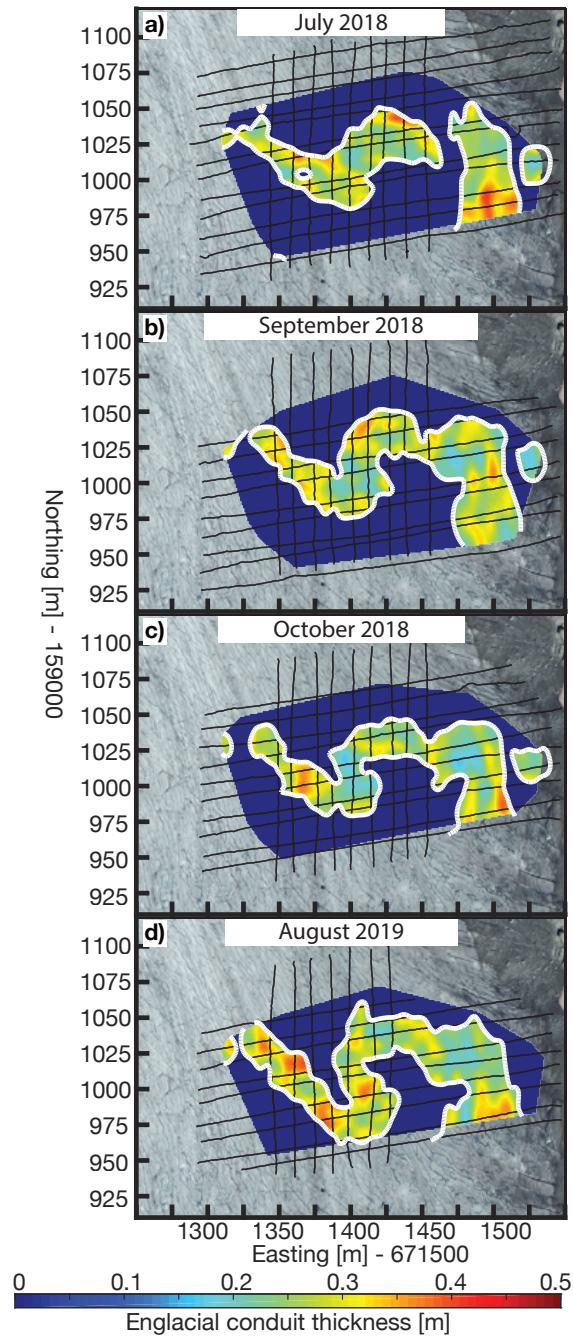 a)
July 2018
1100
1075
1050
1025
1000
975
950
925
b)
September 2018
1100
1075
1050
1025
1000
975
950
925
c)
October 2018
1100
1075
1050
1025
1000
975
950
925
d)
August 2019
1100
1075
1050
1025
1000
975
950
925
Northing [m] - 159000
1300 1350 1400 1450 1500
Easting [m] - 671500
0 0.1 0.2 0.3 0.4 0.5
Englacial conduit thickness [m]